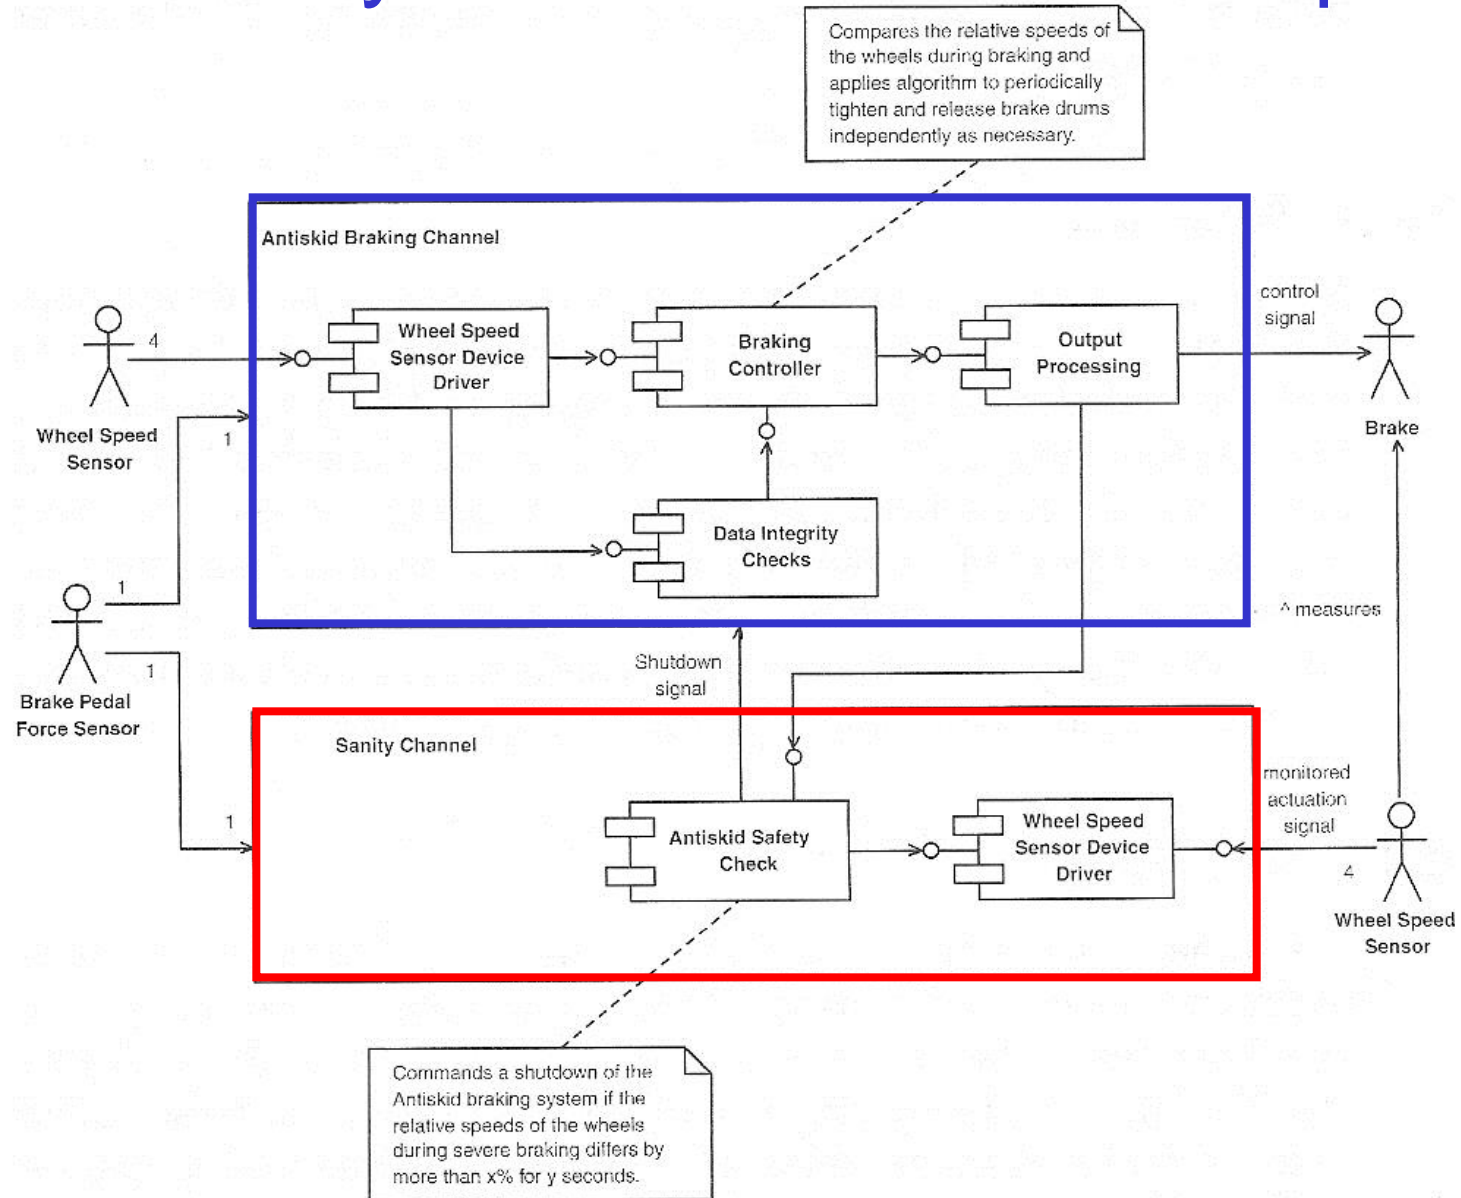 Compares the relative speeds of
the wheels during braking and
applies algorithm to periodically
tighten and release brake drums
independently as necessary.
Antiskid Braking Channel
control
signal
4
Wheel Speed
Sensor Device
Driver
Braking
Controller
Output
Processing
Wheel Speed
Sensor
1
Brake
Data Integrity
Checks
1
^ measures
1
Shutdown
signal
Brake Pedal
Force Sensor
Sanity Channel
monitored
actuation
signal
1
Antiskid Safety
Check
Wheel Speed
Sensor Device
Driver
4
Wheel Speed
Sensor
Commands a shutdown of the
Antiskid braking system if the
relative speeds of the wheels
during severe braking differs by
more than x% for y seconds.